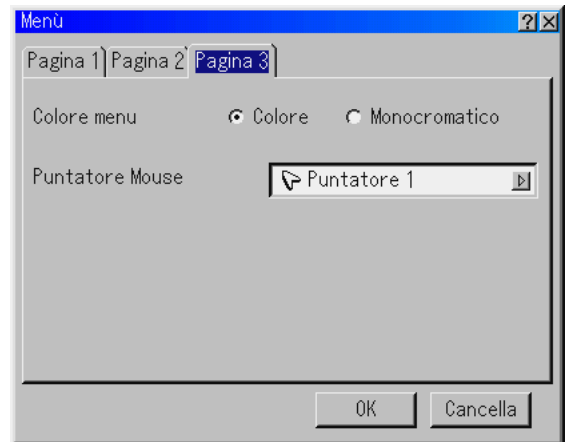 Menù
Pagina 1 Pagina 2 Pagina 3
Colore menu Colore Monocromatico
Puntatore Mouse Puntatore 1
OK Cancella